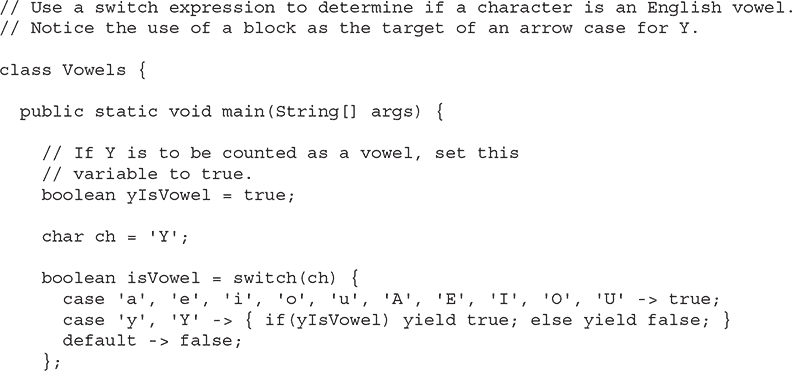 // Use a switch expression to determine if a character is an English vowel.
// Notice the use of a block as the target of an arrow case for Y.
class Vowels {
public static void main(String[] args) {
// If Y is to be counted as a vowel, set this
// variable to true.
boolean yIsVowel = true;
char ch = 'Y';
boolean isVowel = switch(ch) {
case 'a', 'e', 'i', 'o', 'u', 'A', 'E', 'I', 'O', 'U' -> true;
case 'y', 'Y' -> { if(yIsVowel) yield true; else yield false; }
default -> false;
};